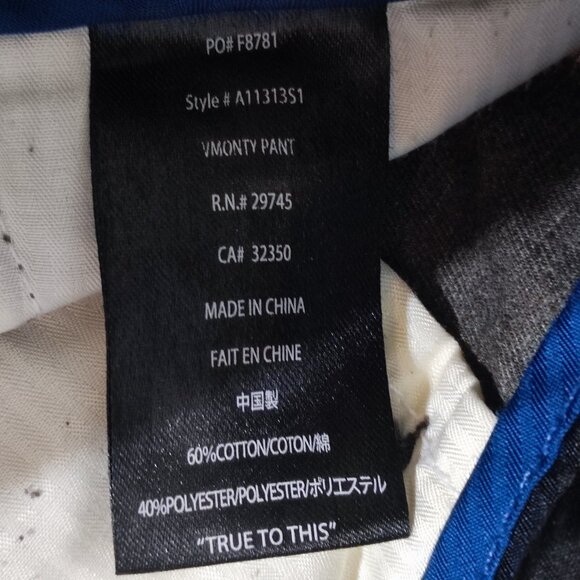 PO# F8781
Style # A11313S1
VMONTY PANT
R.N.# 29745
CA# 32350
MADE IN CHINA
FAIT EN CHINE
中国製
60%COTTON/COTON/綿
40%POLYESTER/POLYESTER/ポリエステル
“TRUE TO THIS”